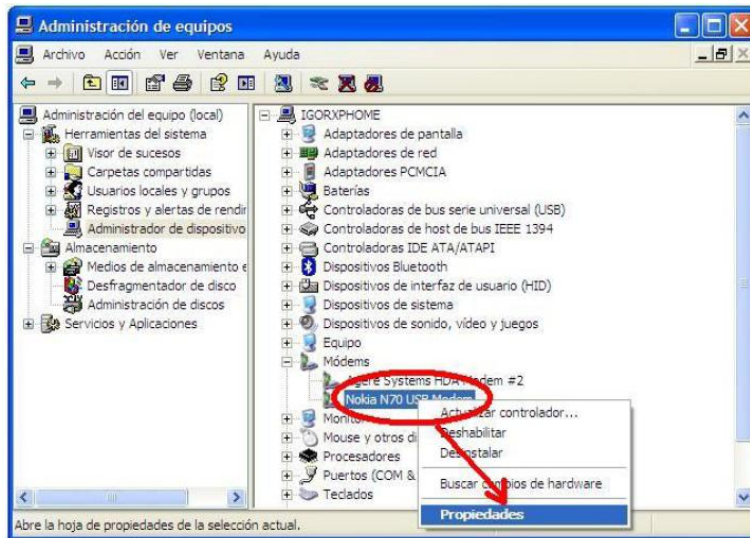 Administración de equipos
Archivo Acción Ver Ventana Ayuda
Administración del equipo (local)
Herramientas del sistema
Visor de sucesos
Carpetas compartidas
Usuarios locales y grupos
Registros y alertas de rendir
Administrador de dispositivo
Almacenamiento
Medios de almacenamiento e
Desfragmentador de disco
Administración de discos
Servicios y Aplicaciones
IGORXPHOME
Adaptadores de pantalla
Adaptadores de red
Adaptadores PCMCIA
Baterías
Controladoras de bus serie universal (USB)
Controladoras de host de bus IEEE 1394
Controladoras IDE ATA/ATAPI
Dispositivos Bluetooth
Dispositivos de interfaz de usuario (HID)
Dispositivos de sistema
Dispositivos de sonido, vídeo y juegos
Equipo
Módems
Agere Systems HDA Modem #2
Nokia N70 USB Modem
Monitor
Mouse y otros di
Procesadores
Puertos (COM &
Teclados
Actualizar controlador...
Deshabilitar
Desinstalar
Buscar cambios de hardware
Propiedades
Abre la hoja de propiedades de la selección actual.